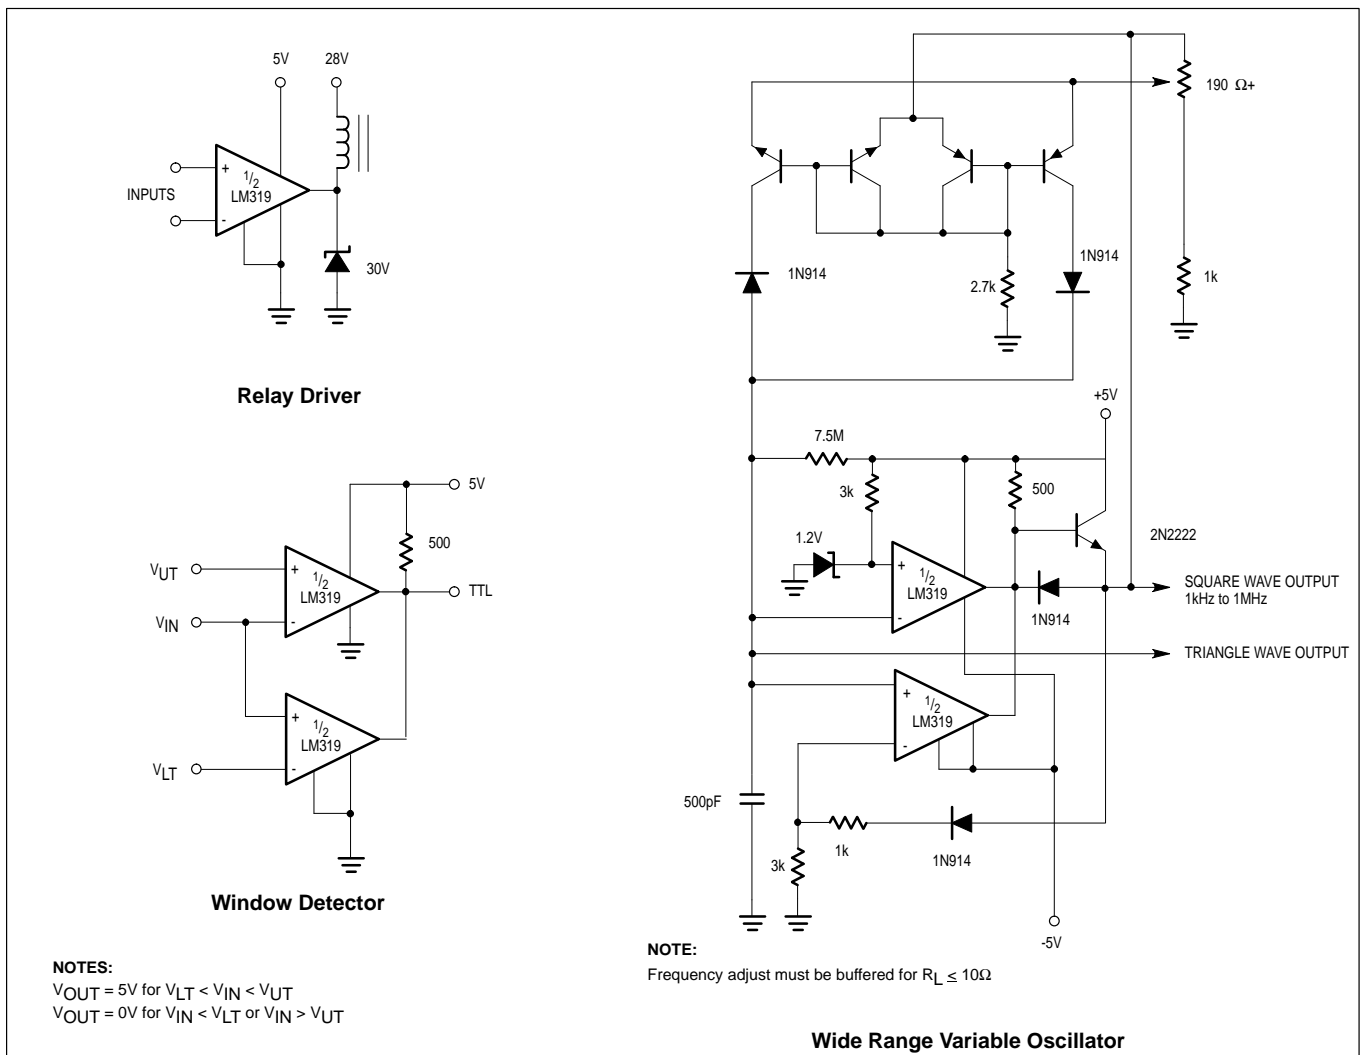 5V
28V
+
1/2
LM319
-
INPUTS
30V
Relay Driver
5V
500
VUT
+
1/2
LM319
-
TTL
VIN
+
1/2
LM319
-
VLT
Window Detector
NOTES:
VOUT = 5V for VLT < VIN < VUT
VOUT = 0V for VIN < VLT or VIN > VUT
190 Ω+
1N914
1N914
2.7k
1k
+5V
7.5M
3k
500
1.2V
2N2222
+
1/2
LM319
-
1N914
SQUARE WAVE OUTPUT
1kHz to 1MHz
TRIANGLE WAVE OUTPUT
+
1/2
LM319
-
500pF
1k
1N914
3k
-5V
NOTE:
Frequency adjust must be buffered for RL ≤ 10Ω
Wide Range Variable Oscillator